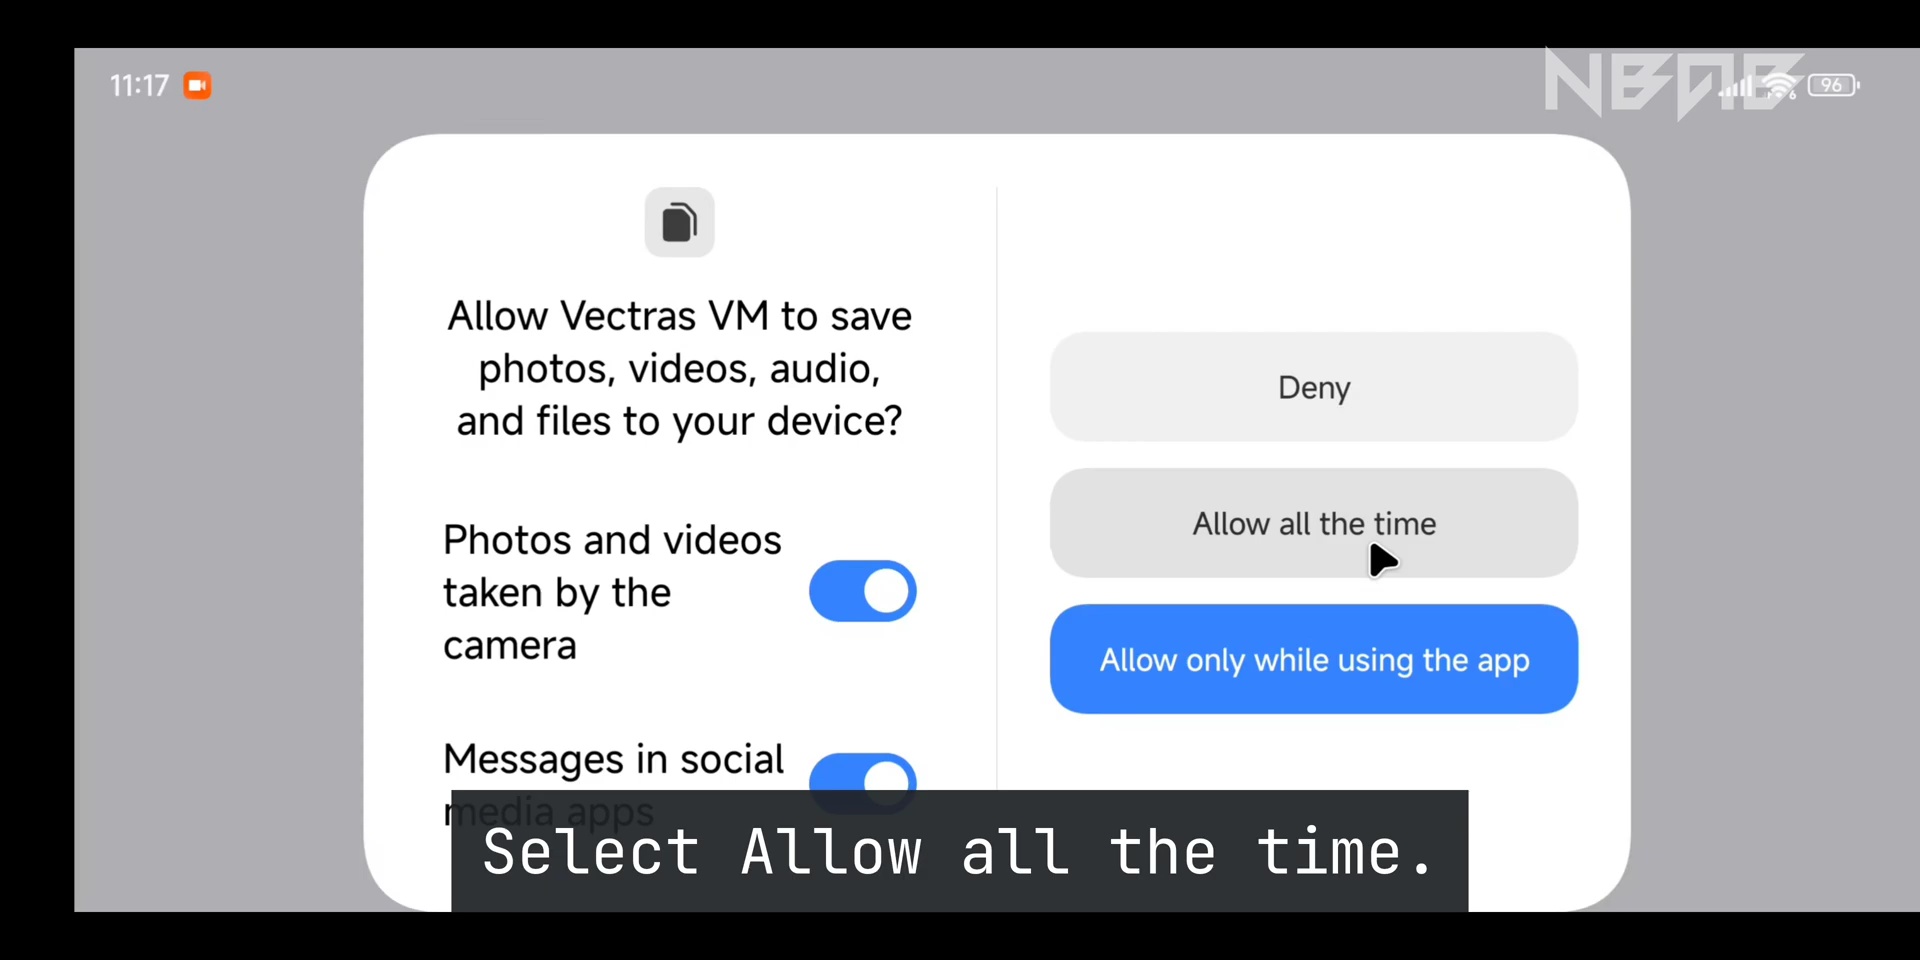 11:17
NBAB
96
Allow Vectras VM to save
photos, videos, audio,
and files to your device?
Photos and videos
taken by the
camera
Messages in social
media apps
Deny
Allow all the time
Allow only while using the app
Select Allow all the time.